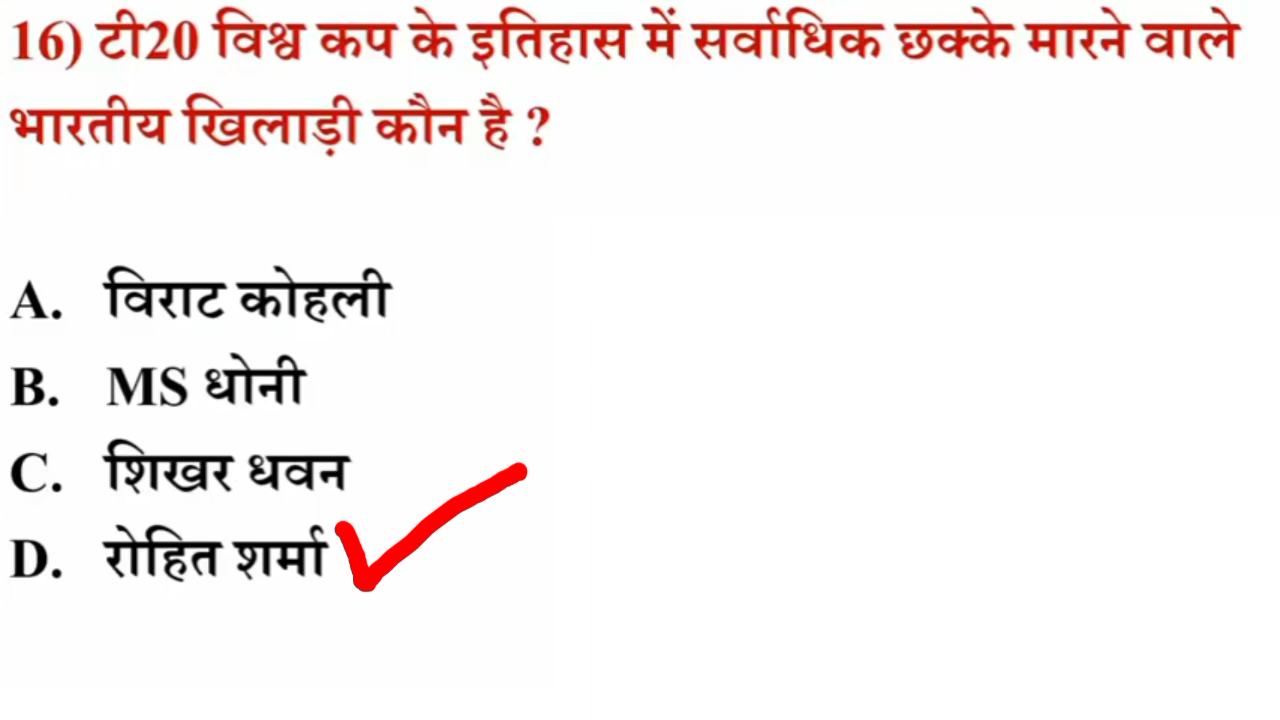 16) टी20 विश्व कप के इतिहास में सर्वाधिक छक्के मारने वाले
भारतीय खिलाड़ी कौन है ?
A. विराट कोहली
B. MS धोनी
C. शिखर धवन
D. रोहित शर्मा